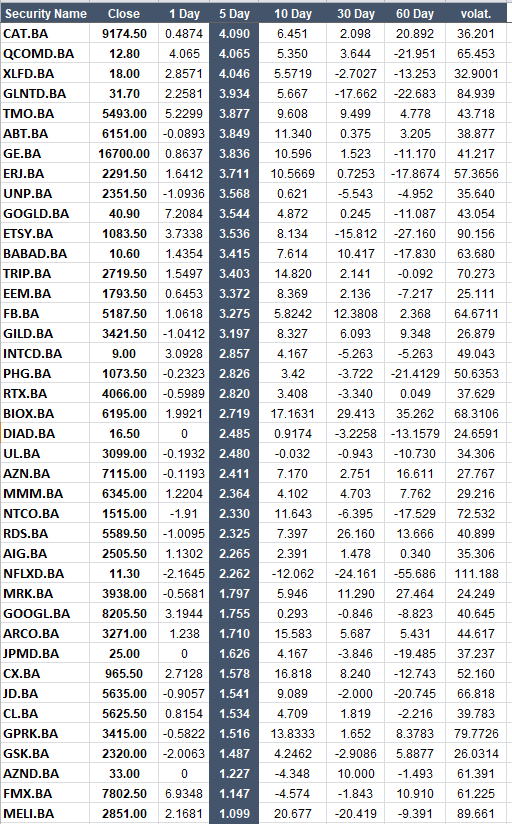 Security Name Close 1 Day 5 Day 10 Day 30 Day 60 Day volat.
CAT.BA 9174.50 0.4874 4.090 6.451 2.098 20.892 36.201
QCOMD.BA 12.80 4.065 4.065 5.350 3.644 -21.951 65.453
XLFD.BA 18.00 2.8571 4.046 5.5719 -2.7027 -13.253 32.9001
GLNTD.BA 31.70 2.2581 3.934 5.667 -17.662 -22.683 84.939
TMO.BA 5493.00 5.2299 3.877 9.608 9.499 4.778 43.718
ABT.BA 6151.00 -0.0893 3.849 11.340 0.375 3.205 38.877
GE.BA 16700.00 0.8637 3.836 10.596 1.523 -11.170 41.217
ERJ.BA 2291.50 1.6412 3.711 10.5669 0.7253 -17.8674 57.3656
UNP.BA 2351.50 -1.0936 3.568 0.621 -5.543 -4.952 35.640
GOGLD.BA 40.90 7.2084 3.544 4.872 0.245 -11.087 43.054
ETSY.BA 1083.50 3.7338 3.536 8.134 -15.812 -27.160 90.156
BABAD.BA 10.60 1.4354 3.415 7.614 10.417 -17.830 63.680
TRIP.BA 2719.50 1.5497 3.403 14.820 2.141 -0.092 70.273
EEM.BA 1793.50 0.6453 3.372 8.369 2.136 -7.217 25.111
FB.BA 5187.50 1.0618 3.275 5.8242 12.3808 2.368 64.6711
GILD.BA 3421.50 -1.0412 3.197 8.327 6.093 9.348 26.879
INTCD.BA 9.00 3.0928 2.857 4.167 -5.263 -5.263 49.043
PHG.BA 1073.50 -0.2323 2.826 3.42 -3.722 -21.4129 50.6353
RTX.BA 4066.00 -0.5989 2.820 3.408 -3.340 0.049 37.629
BIOX.BA 6195.00 1.9921 2.719 17.1631 29.413 35.262 68.3106
DIAD.BA 16.50 0 2.485 0.9174 -3.2258 -13.1579 24.6591
UL.BA 3099.00 -0.1932 2.480 -0.032 -0.943 -10.730 34.306
AZN.BA 7115.00 -0.1193 2.411 7.170 2.751 16.611 27.767
MMM.BA 6345.00 1.2204 2.364 4.102 4.703 7.762 29.216
NTCO.BA 1515.00 -1.91 2.330 11.643 -6.395 -17.529 72.532
RDS.BA 5589.50 -1.0095 2.325 7.397 26.160 13.666 40.899
AIG.BA 2505.50 1.1302 2.265 2.391 1.478 0.340 35.306
NFLXD.BA 11.30 -2.1645 2.262 -12.062 -24.161 -55.686 111.188
MRK.BA 3938.00 -0.5681 1.797 5.946 11.290 27.464 24.249
GOOGL.BA 8205.50 3.1944 1.755 0.293 -0.846 -8.823 40.645
ARCO.BA 3271.00 1.238 1.710 15.583 5.687 5.431 44.617
JPMD.BA 25.00 0 1.626 4.167 -3.846 -19.485 37.237
CX.BA 965.50 2.7128 1.578 16.818 8.240 -12.743 52.160
JD.BA 5635.00 -0.9057 1.541 9.089 -2.000 -20.745 66.818
CL.BA 5625.50 0.8154 1.534 4.709 1.819 -2.216 39.783
GPRK.BA 3415.00 -0.5822 1.516 13.8333 1.652 8.3783 79.7726
GSK.BA 2320.00 -2.0063 1.487 4.2462 -2.9086 5.8877 26.0314
AZND.BA 33.00 0 1.227 -4.348 10.000 -1.493 61.391
FMX.BA 7802.50 6.9348 1.147 -4.574 -1.843 10.910 61.225
MELI.BA 2851.00 2.1681 1.099 20.677 -20.419 -9.391 89.661